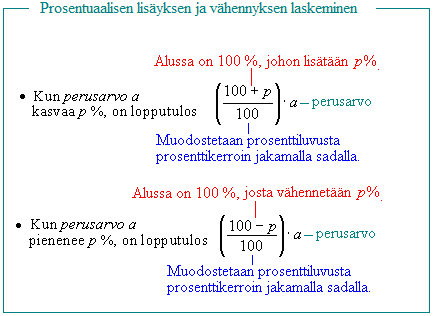 Prosentuaalisen lisäyksen ja vähennyksen laskeminen
Alussa on 100 %, johon lisätään p%.
• Kun perusarvo a
kasvaa p %, on lopputulos
(100 + p / 100) · a – perusarvo
Muodostetaan prosenttiluvusta
prosenttikerroin jakamalla sadalla.
Alussa on 100 %, josta vähennetään p%.
• Kun perusarvo a
pienenee p %, on lopputulos
(100 − p / 100) · a – perusarvo
Muodostetaan prosenttiluvusta
prosenttikerroin jakamalla sadalla.